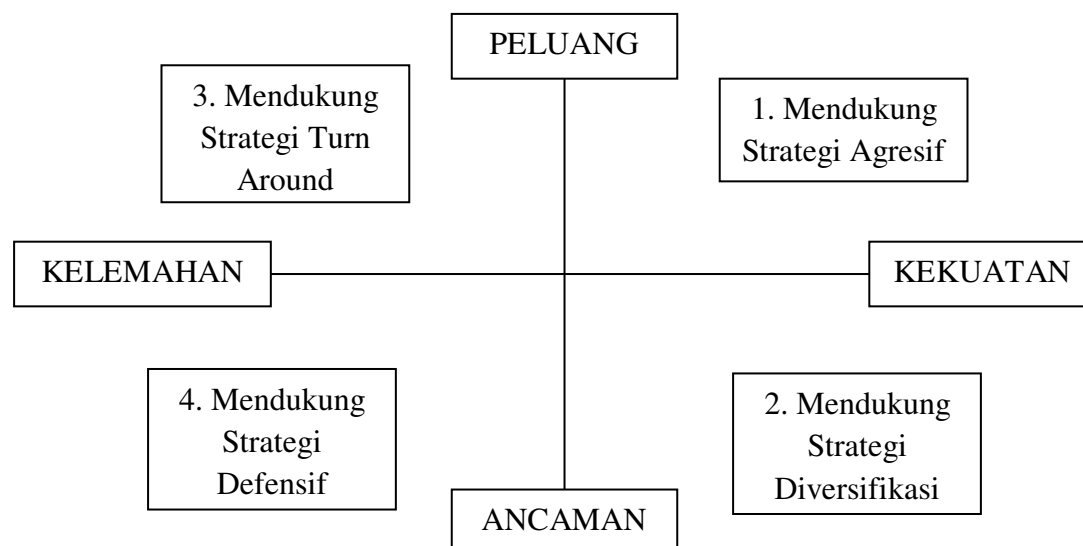 PELUANG
3. Mendukung
Strategi Turn
Around
1. Mendukung
Strategi Agresif
KELEMAHAN
KEKUATAN
4. Mendukung
Strategi
Defensif
2. Mendukung
Strategi
Diversifikasi
ANCAMAN